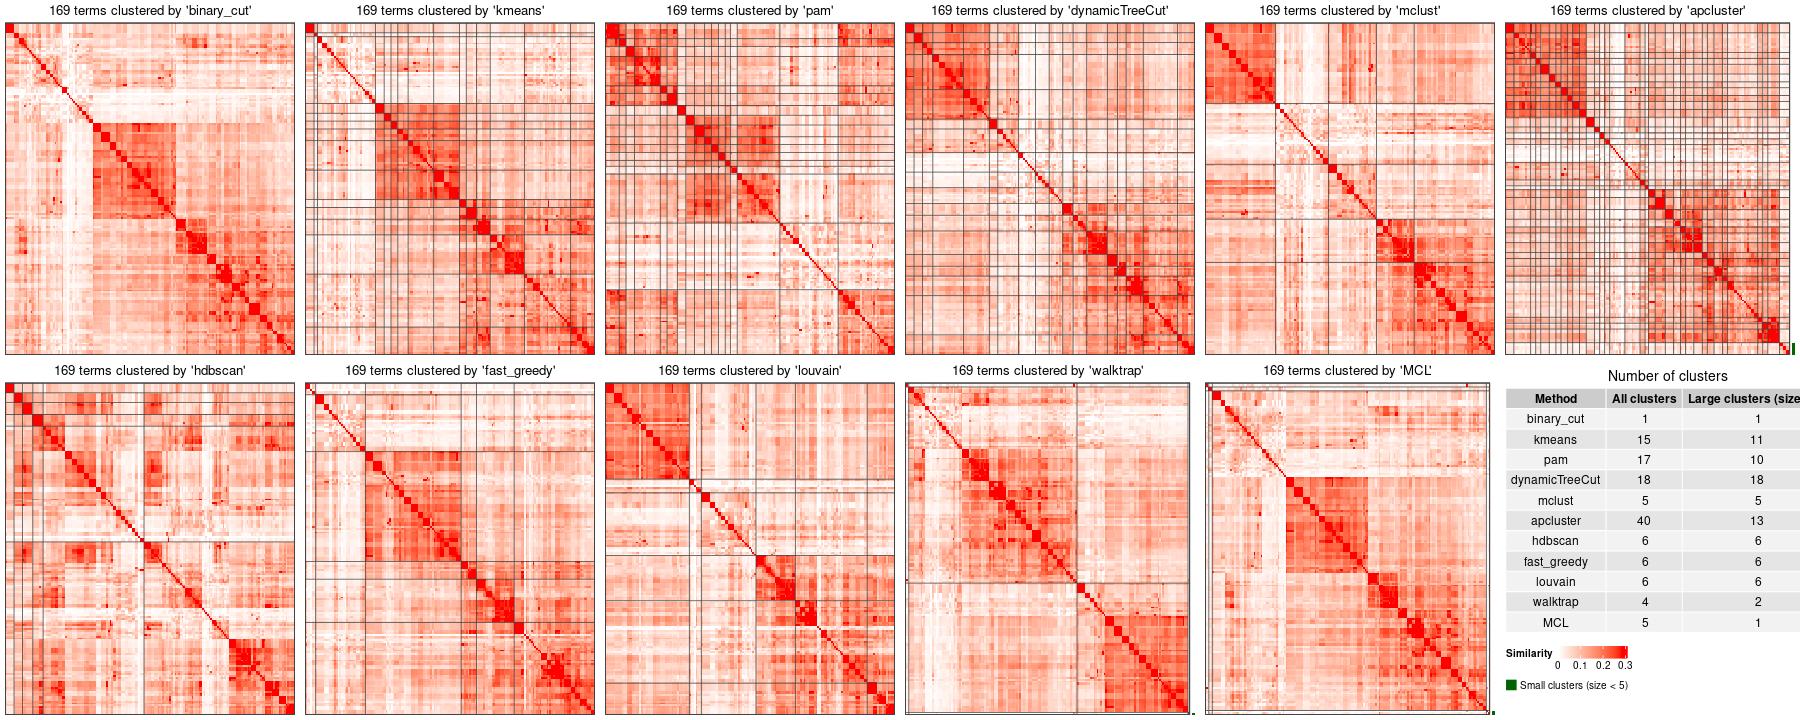 169 terms clustered by 'binary_cut'
169 terms clustered by 'kmeans'
169 terms clustered by 'pam'
169 terms clustered by 'dynamicTreeCut'
169 terms clustered by 'mclust'
169 terms clustered by 'apcluster'
169 terms clustered by 'hdbscan'
169 terms clustered by 'fast_greedy'
169 terms clustered by 'louvain'
169 terms clustered by 'walktrap'
169 terms clustered by 'MCL'
Number of clusters
Method All clusters Large clusters (size
binary_cut 1 1
kmeans 15 11
pam 17 10
dynamicTreeCut 18 18
mclust 5 5
apcluster 40 13
hdbscan 6 6
fast_greedy 6 6
louvain 6 6
walktrap 4 2
MCL 5 1
Similarity
0 0.1 0.2 0.3
Small clusters (size < 5)